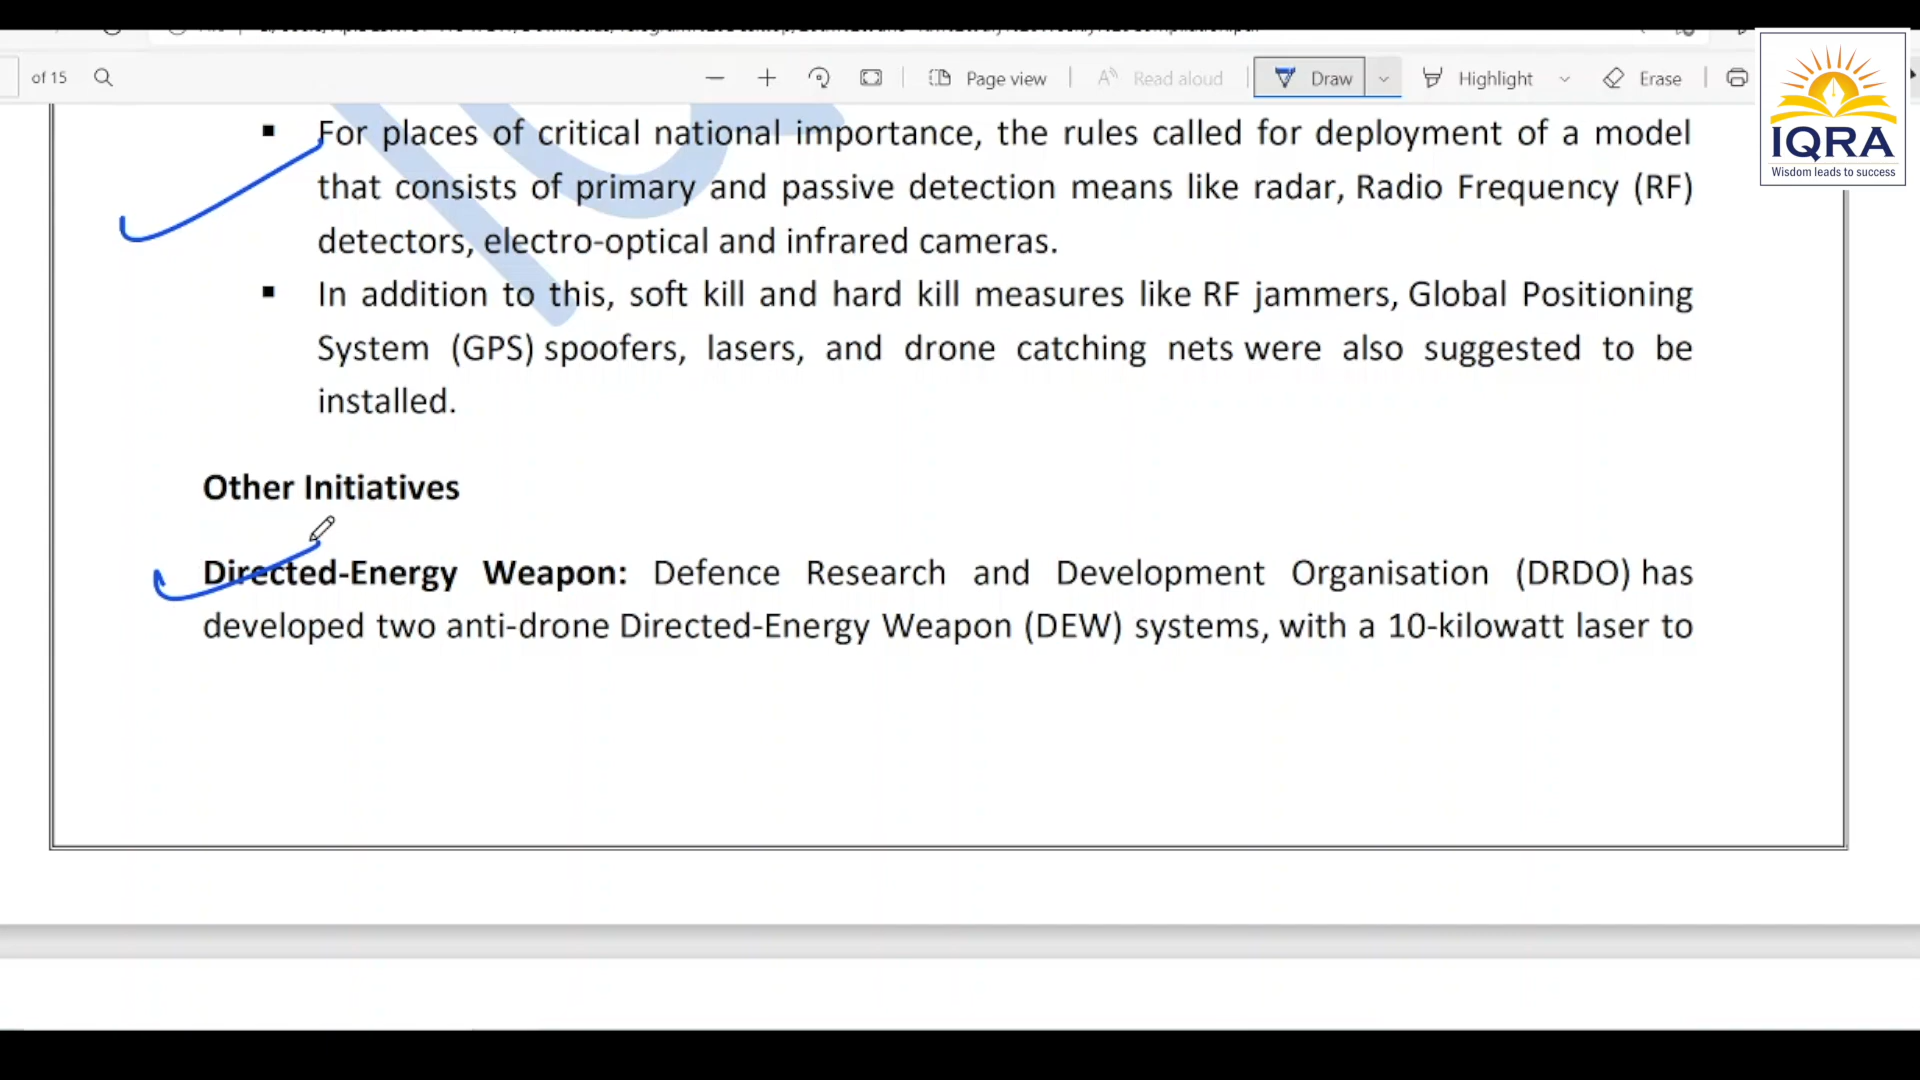 of 15
Page view
Read aloud
Draw
Highlight
Erase
IQRA
Wisdom leads to success
▪ For places of critical national importance, the rules called for deployment of a model
that consists of primary and passive detection means like radar, Radio Frequency (RF)
detectors, electro-optical and infrared cameras.
▪ In addition to this, soft kill and hard kill measures like RF jammers, Global Positioning
System (GPS) spoofers, lasers, and drone catching nets were also suggested to be
installed.
Other Initiatives
Directed-Energy Weapon: Defence Research and Development Organisation (DRDO) has
developed two anti-drone Directed-Energy Weapon (DEW) systems, with a 10-kilowatt laser to